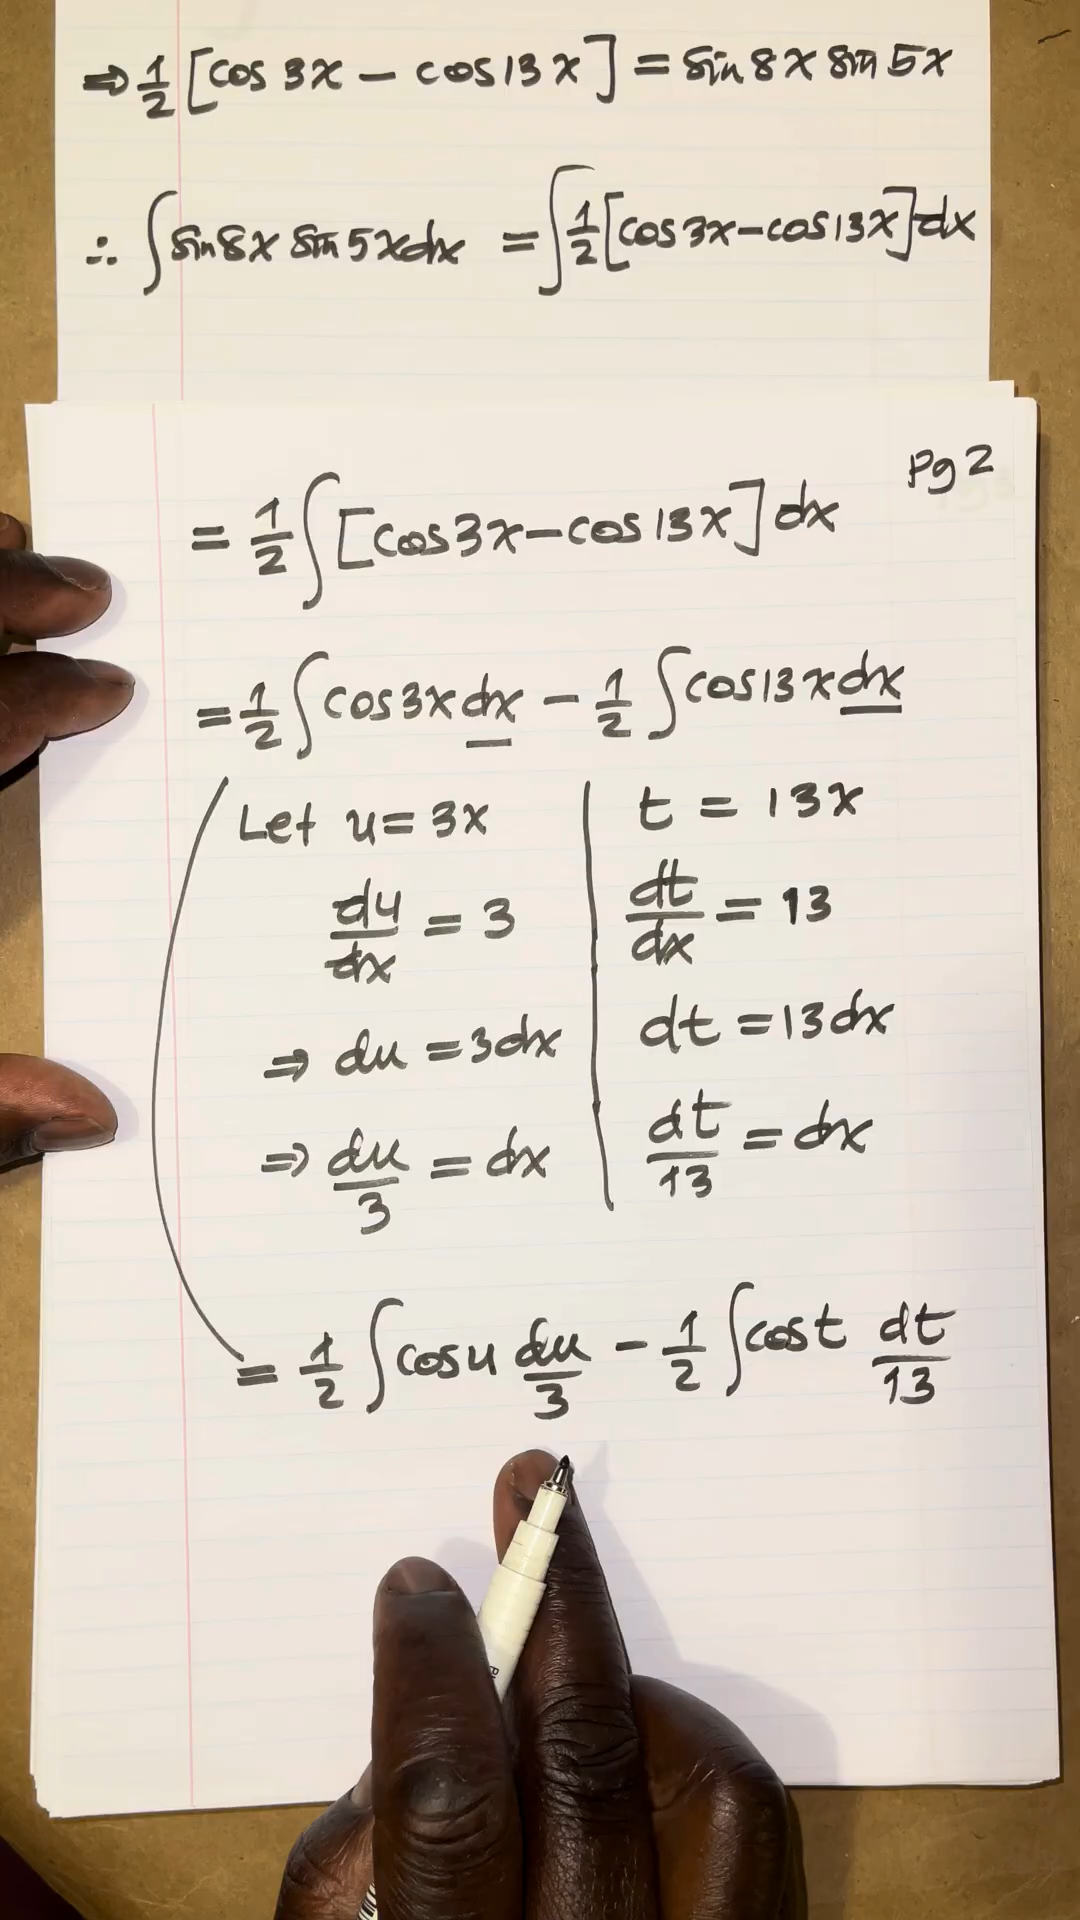 ⇒ 1/2 [cos 3x − cos 13x] = sin 8x sin 5x
∴ ∫ sin 8x sin 5x dx = ∫ 1/2 [cos 3x − cos 13x] dx
Pg 2
= 1/2 ∫ [cos 3x − cos 13x] dx
= 1/2 ∫ cos 3x dx − 1/2 ∫ cos 13x dx
Let u = 3x
du/dx = 3
⇒ du = 3dx
⇒ du/3 = dx
t = 13x
dt/dx = 13
dt = 13dx
dt/13 = dx
= 1/2 ∫ cos u du/3 − 1/2 ∫ cos t dt/13